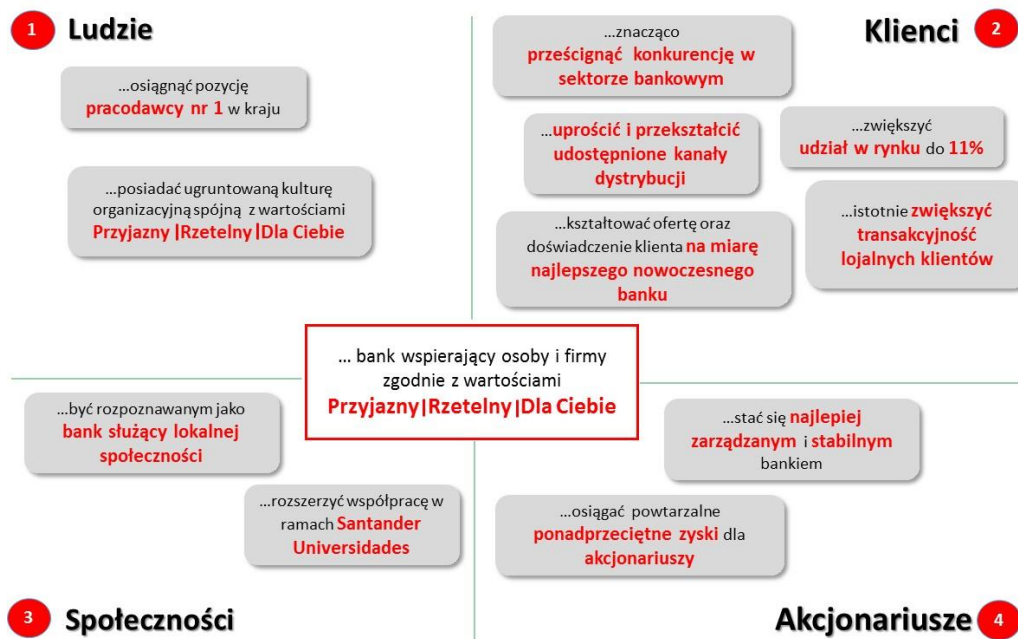 1 Ludzie
...osiągnąć pozycję
pracodawcy nr 1 w kraju
...posiadać ugruntowaną kulturę
organizacyjną spójną z wartościami
Przyjazny |Rzetelny |Dla Ciebie
Klienci 2
...znacząco
prześcignąć konkurencję w
sektorze bankowym
...uprościć i przekształcić
udostępnione kanały
dystrybucji
...zwiększyć
udział w rynku do 11%
...kształtować ofertę oraz
doświadczenie klienta na miarę
najlepszego nowoczesnego
banku
...istotnie zwiększyć
transakcyjność
lojalnych klientów
... bank wspierający osoby i firmy
zgodnie z wartościami
Przyjazny|Rzetelny|Dla Ciebie
...być rozpoznawanym jako
bank służący lokalnej
społeczności
...rozszerzyć współpracę w
ramach Santander
Universidades
3 Społeczności
...stać się najlepiej
zarządzanym i stabilnym
bankiem
...osiągać powtarzalne
ponadprzeciętne zyski dla
akcjonariuszy
Akcjonariusze 4